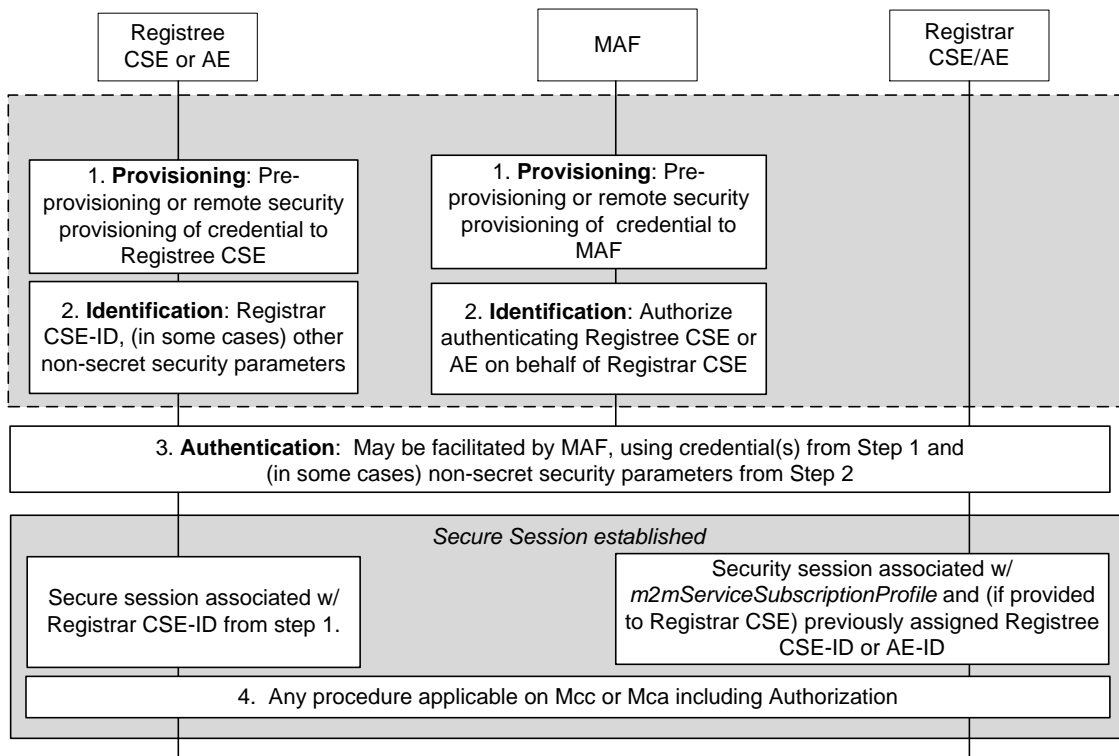 Registree
CSE or AE
MAF
Registrar
CSE/AE
1. Provisioning: Pre-
provisioning or remote security
provisioning of credential to
Registree CSE
1. Provisioning: Pre-
provisioning or remote security
provisioning of credential to
MAF
2. Identification: Registrar
CSE-ID, (in some cases) other
non-secret security parameters
2. Identification: Authorize
authenticating Registree CSE or
AE on behalf of Registrar CSE
3. Authentication: May be facilitated by MAF, using credential(s) from Step 1 and
(in some cases) non-secret security parameters from Step 2
Secure Session established
Secure session associated w/
Registrar CSE-ID from step 1.
Security session associated w/
m2mServiceSubscriptionProfile and (if provided
to Registrar CSE) previously assigned Registree
CSE-ID or AE-ID
4. Any procedure applicable on Mcc or Mca including Authorization